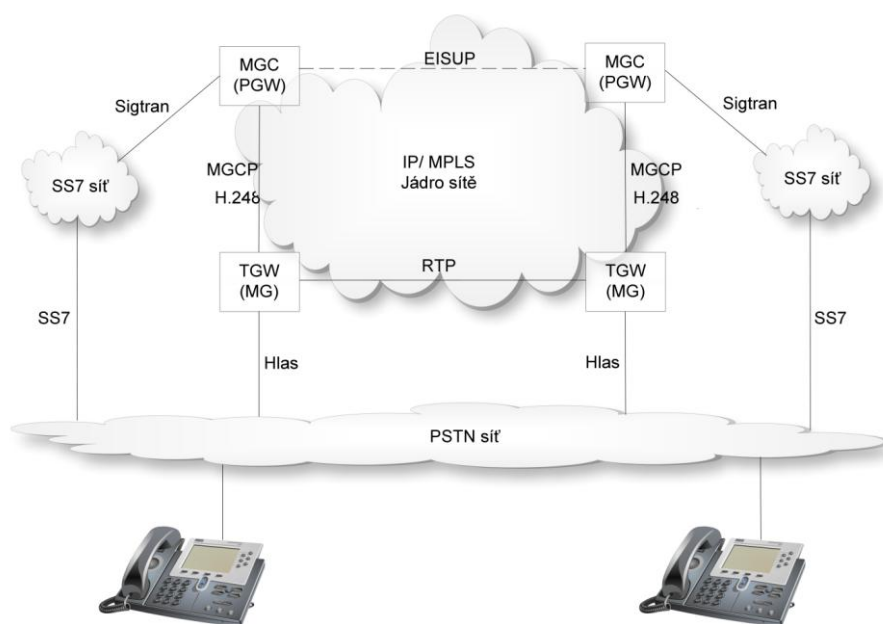 MGC
(PGW)
EISUP
MGC
(PGW)
Sigtran
Sigtran
SS7 síť
MGCP
H.248
IP/ MPLS
Jádro sítě
MGCP
H.248
SS7 síť
TGW
(MG)
RTP
TGW
(MG)
SS7
SS7
Hlas
Hlas
PSTN síť